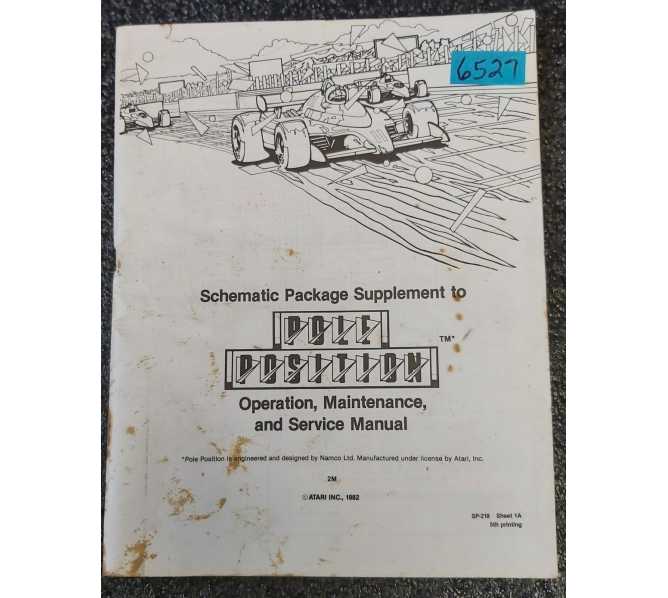 6527
Schematic Package Supplement to
POLE
POSITION TM*
Operation, Maintenance,
and Service Manual
*Pole Position is engineered and designed by Namco Ltd. Manufactured under license by Atari, Inc.
2M
© ATARI INC., 1982
SP-218 Sheet 1A
5th printing